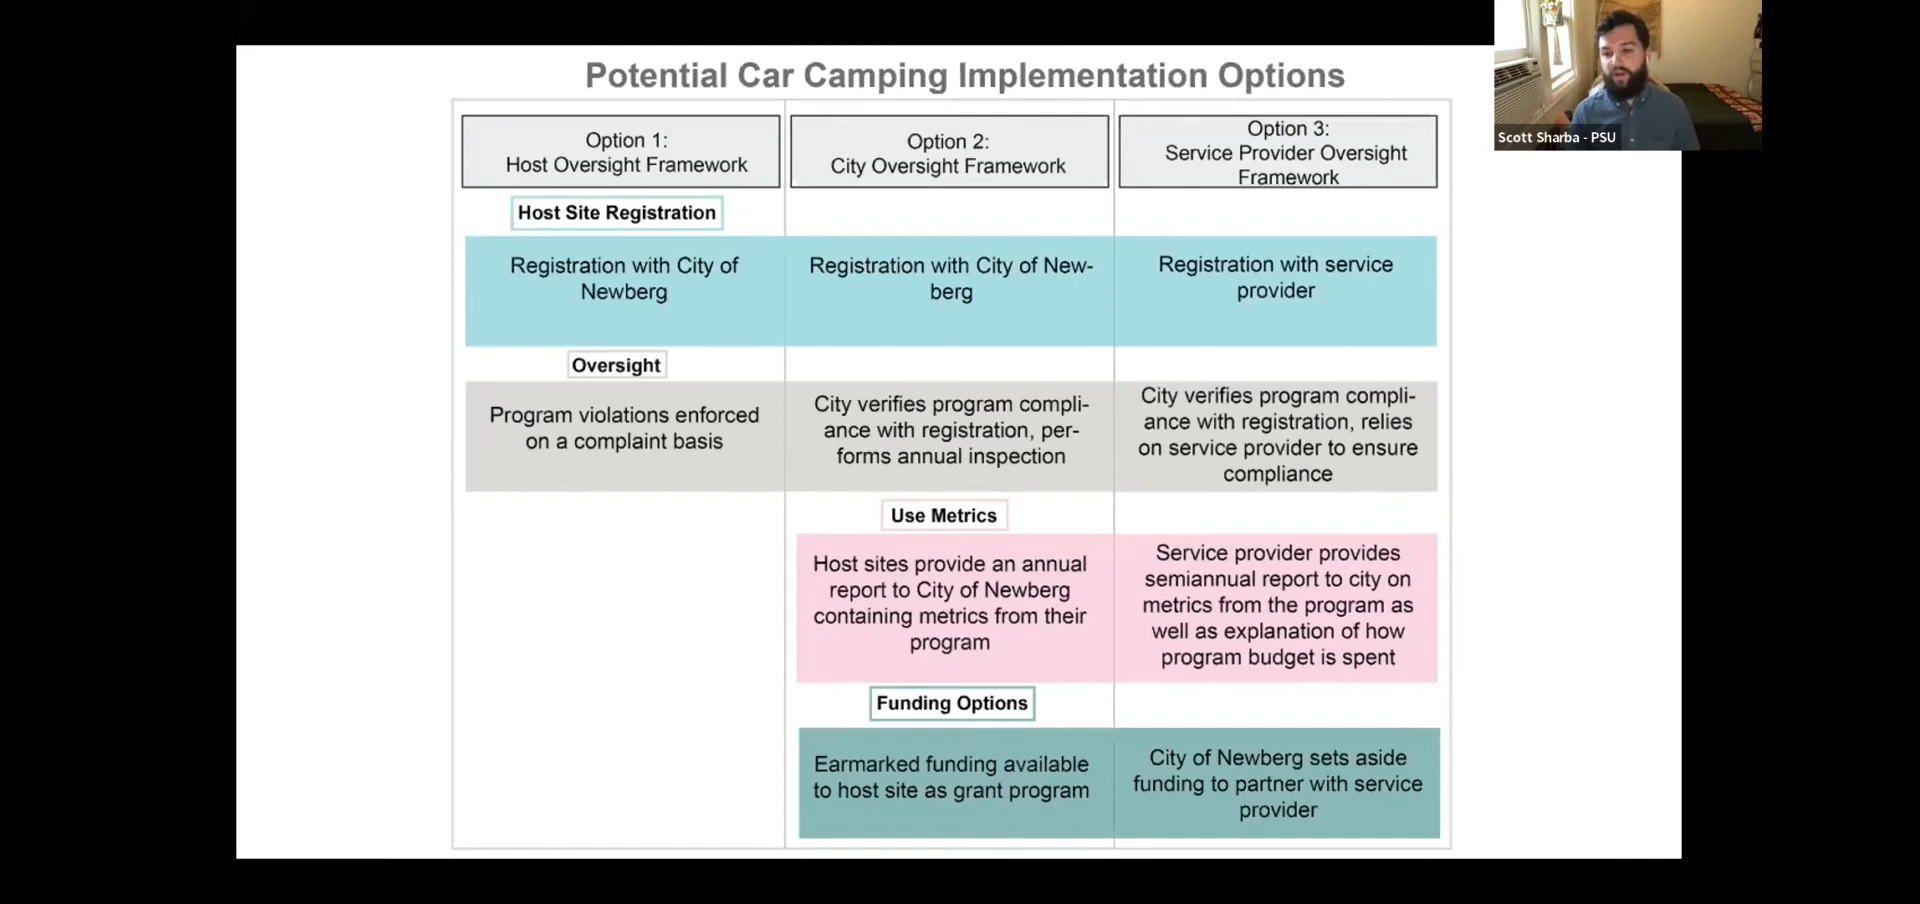 Potential Car Camping Implementation Options
Scott Sharba - PSU
Option 1:
Host Oversight Framework
Option 2:
City Oversight Framework
Option 3:
Service Provider Oversight
Framework
Host Site Registration
Registration with City of
Newberg
Registration with City of New-
berg
Registration with service
provider
Oversight
Program violations enforced
on a complaint basis
City verifies program compli-
ance with registration, per-
forms annual inspection
City verifies program compli-
ance with registration, relies
on service provider to ensure
compliance
Use Metrics
Host sites provide an annual
report to City of Newberg
containing metrics from their
program
Service provider provides
semiannual report to city on
metrics from the program as
well as explanation of how
program budget is spent
Funding Options
Earmarked funding available
to host site as grant program
City of Newberg sets aside
funding to partner with service
provider